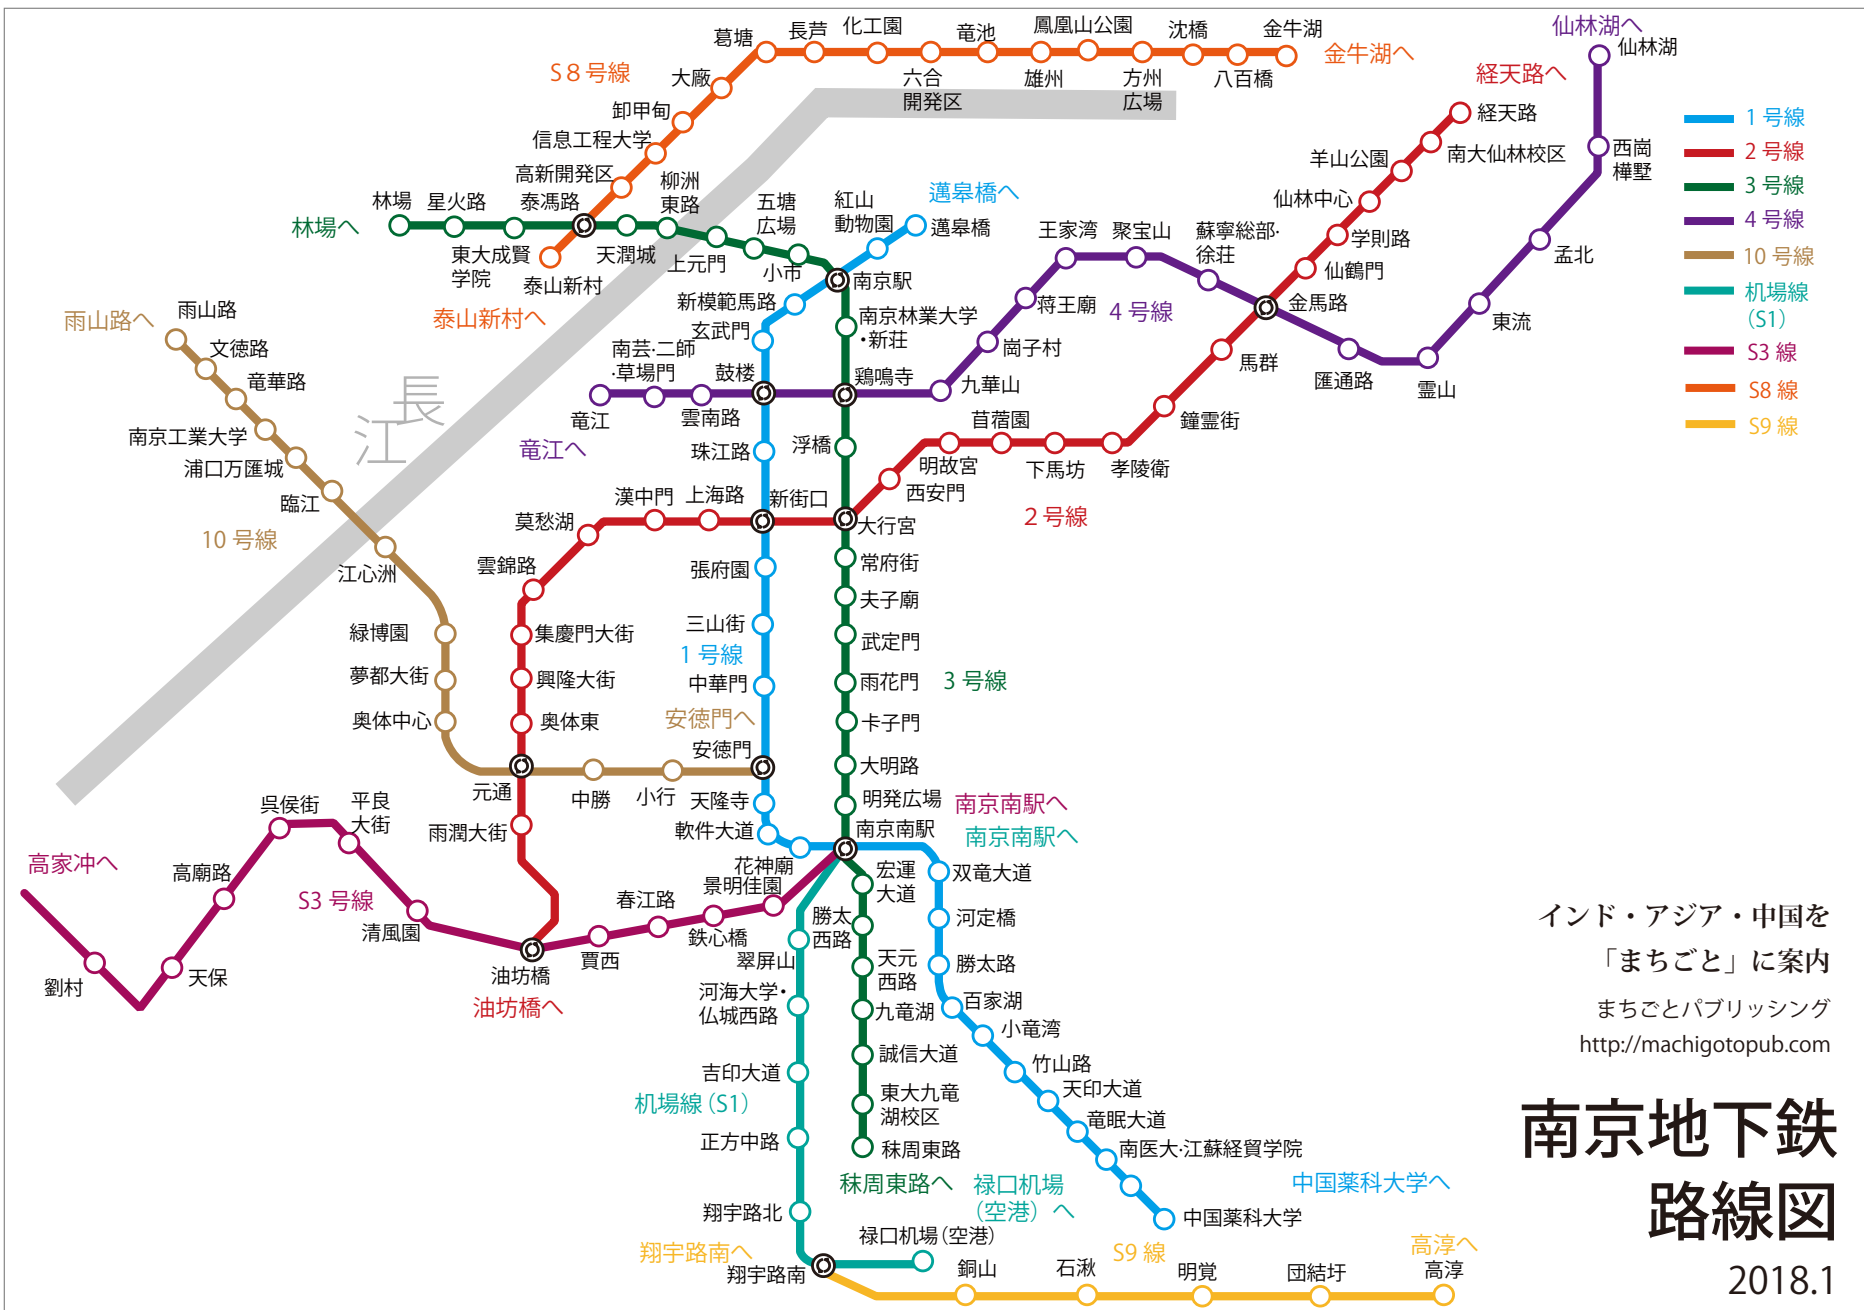 仙林湖へ
金牛湖
葛塘
長芦
化工園
竜池
鳳凰山公園
沈橋
仙林湖
金牛湖へ
S８号線
大廠
六合
開発区
雄州
方州
広場
八百橋
経天路へ
卸甲甸
経天路
1 号線
信息工程大学
羊山公園
南大仙林校区
西崗
樺墅
2 号線
高新開発区
柳洲
東路
3 号線
林場へ
林場
星火路
泰馮路
五塘
広場
紅山
動物園
邁皋橋へ
邁皋橋
仙林中心
4 号線
東大成賢
学院
天潤城
上元門
小市
王家湾
聚宝山
蘇寧総部·
徐荘
学則路
孟北
10 号線
泰山新村
泰山新村へ
南京駅
仙鶴門
机場線
(S1)
雨山路へ
雨山路
新模範馬路
玄武門
南京林業大学
·新荘
蒋王廟
4 号線
金馬路
東流
S3 線
文徳路
南芸·二師
·草場門
鼓楼
鶏鳴寺
崗子村
馬群
匯通路
霊山
S8 線
竜華路
長
江
竜江
雲南路
九華山
S9 線
南京工業大学
竜江へ
珠江路
浮橋
苜蓿園
鐘霊街
浦口万匯城
明故宮
下馬坊
孝陵衛
臨江
漢中門
上海路
新街口
西安門
莫愁湖
大行宮
2 号線
10 号線
江心洲
雲錦路
張府園
常府街
夫子廟
緑博園
集慶門大街
三山街
武定門
1 号線
夢都大街
興隆大街
中華門
雨花門
3 号線
奥体中心
奥体東
安徳門へ
安徳門
卡子門
大明路
元通
中勝
小行
天隆寺
明発広場
南京南駅へ
呉侯街
平良
大街
雨潤大街
軟件大道
南京南駅
南京南駅へ
高家冲へ
高廟路
花神廟
宏運
大道
双竜大道
S3 号線
春江路
景明佳園
勝太
西路
河定橋
清風園
鉄心橋
翠屏山
劉村
天保
油坊橋
賈西
天元
西路
勝太路
油坊橋へ
河海大学·
仏城西路
九竜湖
百家湖
小竜湾
誠信大道
竹山路
吉印大道
東大九竜
湖校区
天印大道
机場線 (S1)
竜眠大道
正方中路
秣周東路
南医大·江蘇経貿学院
秣周東路へ
禄口机場
(空港) へ
中国薬科大学へ
翔宇路北
中国薬科大学
翔宇路南へ
翔宇路南
禄口机場 (空港)
S9 線
高淳へ
銅山
石湫
明覚
団結圩
高淳
インド・アジア・中国を
「まちごと」に案内
まちごとパブリッシング
http://machigotopub.com
南京地下鉄
路線図
2018.1